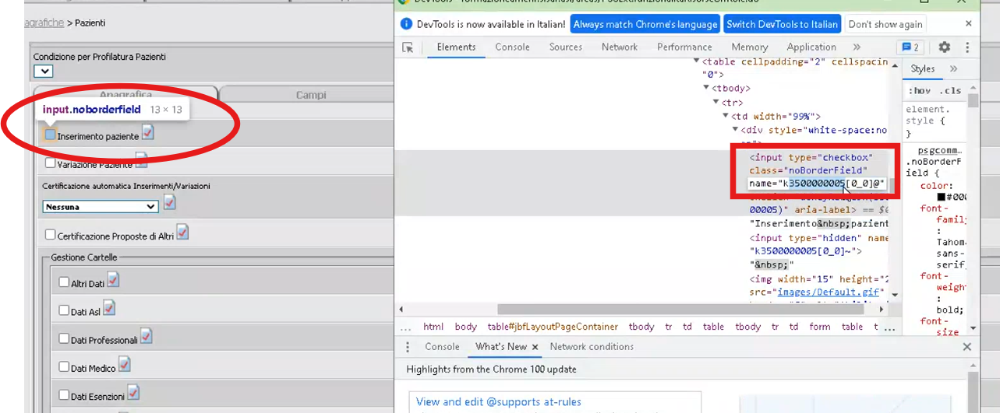 agrafiche > Pazienti
Condizione per Profilatura Pazienti
Anagrafica
Campi
input.noborderfield 13 × 13
Inserimento paziente
Variazione Paziente
Certificazione automatica Inserimenti/Variazioni
Nessuna
Certificazione Proposte di Altri
Gestione Cartelle
Altri Dati
Dati Asl
Dati Professionali
Dati Medico
Dati Esenzioni
DevTools is now available in Italian!
Always match Chrome's language
Switch DevTools to Italian
Don't show again
×
Elements
Console
Sources
Network
Performance
Memory
Application
»
2
<table cellpadding="2" cellspacin
"0">
<tbody>
<tr>
<td width="99%">
<div style="white-space:no
<input type="checkbox"
class="noBorderField"
name="k3500000005[0_0]@"
00005)" aria-label> == $0
"Inserimento&nbsp;pazient
<input type="hidden" name
"k3500000005[0_0]~">
"&nbsp;"
<img width="15" height="2
src="images/Default.gif"
Styles
»
:hov .cls
element.
style {
}
psgcomm…
.noBorderF
ield {
color:
#000
font-
family
:
Tahom
sans-
serif
font-
weight
:
bold;
font-
size
... html body table#jbfLayoutPageContainer tbody tr td table tbody tr td form table t ...
Console
What's New ×
Network conditions
×
Highlights from the Chrome 100 update
View and edit @supports at-rules